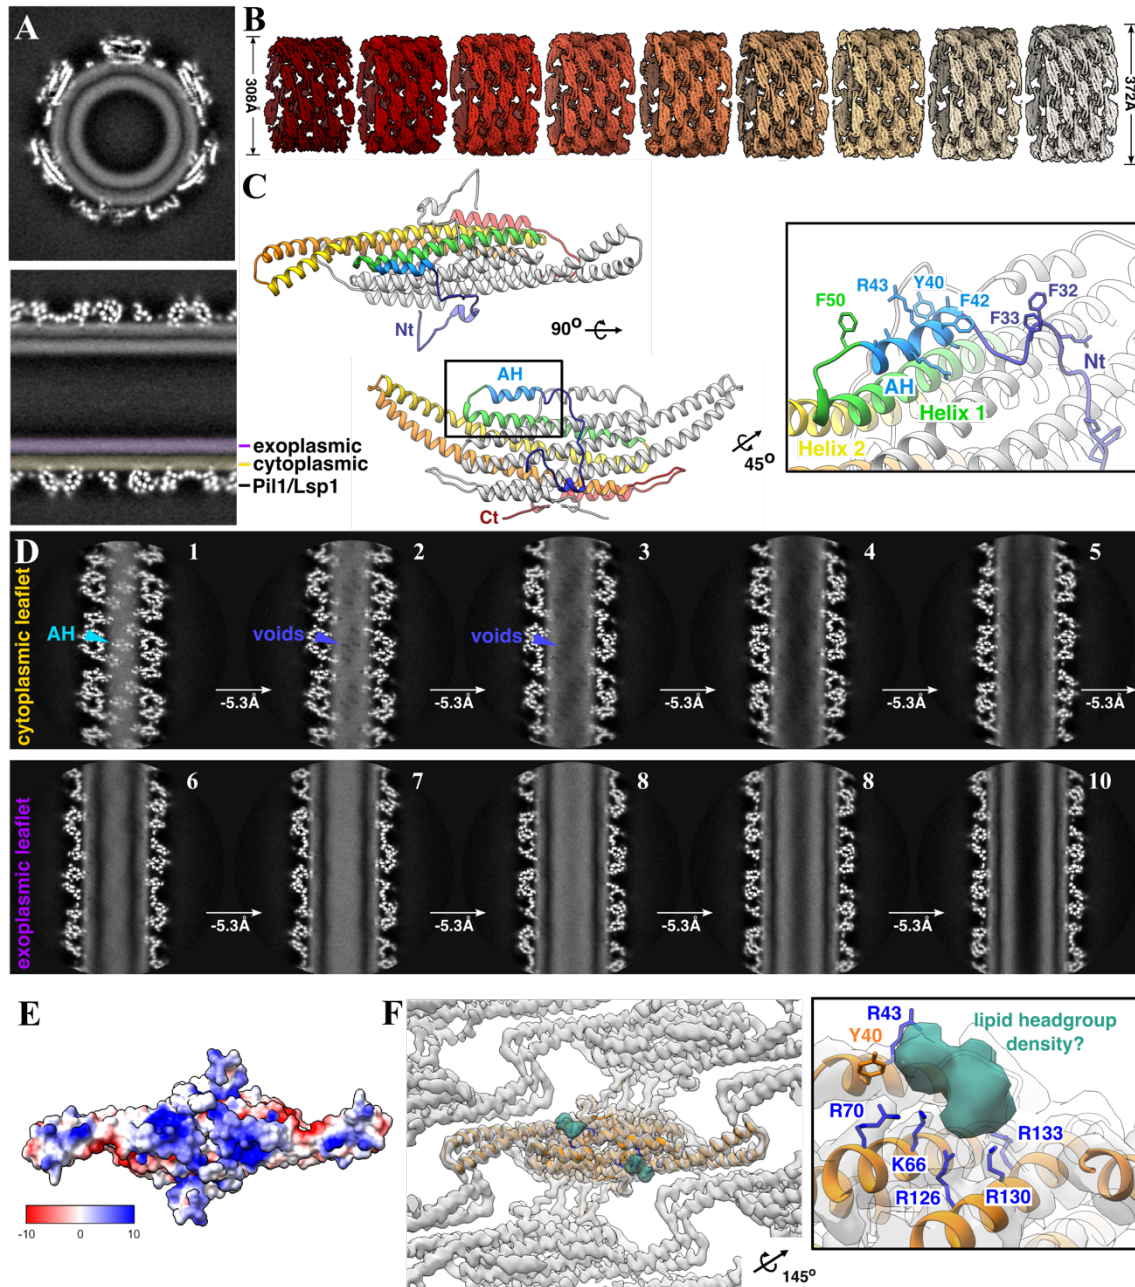 A
B
308Å
372Å
exoplasmic
cytoplasmic
Pil1/Lsp1
C
Nt
90º
AH
Ct
45º
F50
R43
Y40
F42
F33
F32
Nt
AH
Helix 1
Helix 2
D
cytoplasmic leaflet
1
2
3
4
5
AH
voids
voids
-5.3Å
-5.3Å
-5.3Å
-5.3Å
-5.3Å
exoplasmic leaflet
6
7
8
8
10
-5.3Å
-5.3Å
-5.3Å
-5.3Å
E
-10 0 10
F
145º
R43
Y40
lipid headgroup
density?
R70
K66
R126
R130
R133